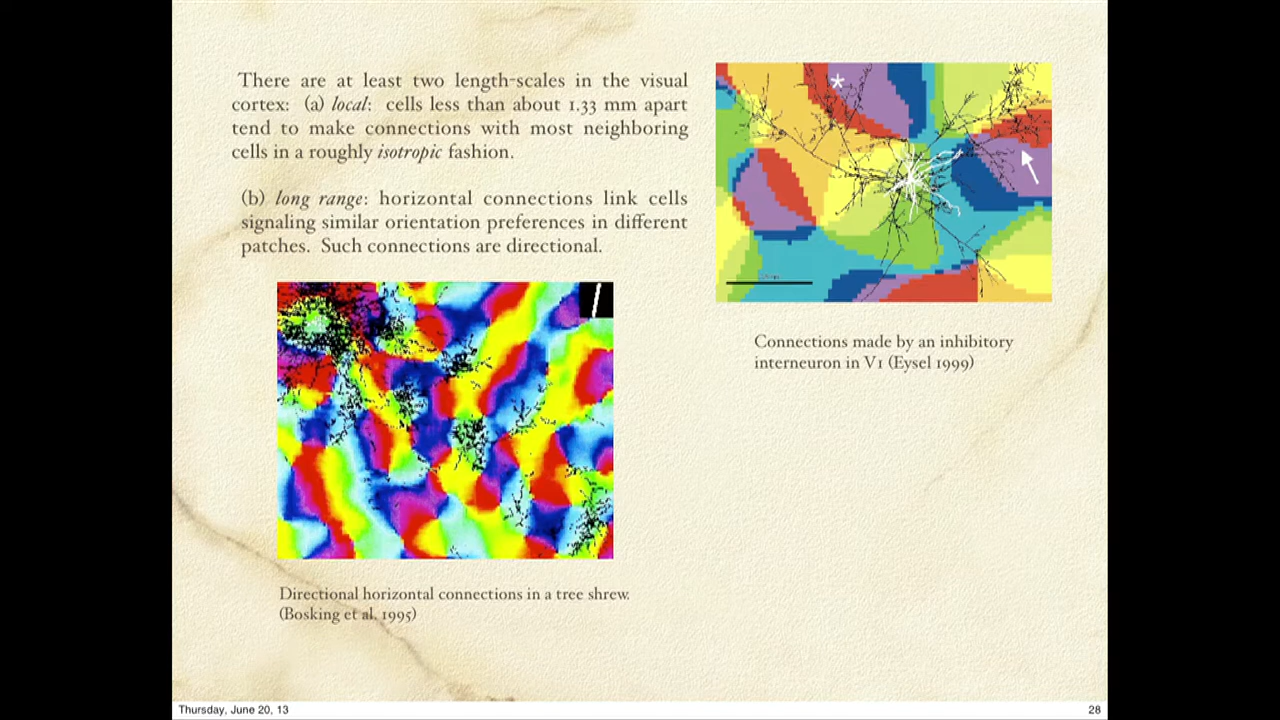 There are at least two length-scales in the visual
cortex: (a) local: cells less than about 1.33 mm apart
tend to make connections with most neighboring
cells in a roughly isotropic fashion.
(b) long range: horizontal connections link cells
signaling similar orientation preferences in different
patches. Such connections are directional.
*
Connections made by an inhibitory
interneuron in V1 (Eysel 1999)
Directional horizontal connections in a tree shrew.
(Bosking et al. 1995)
Thursday, June 20, 13
28